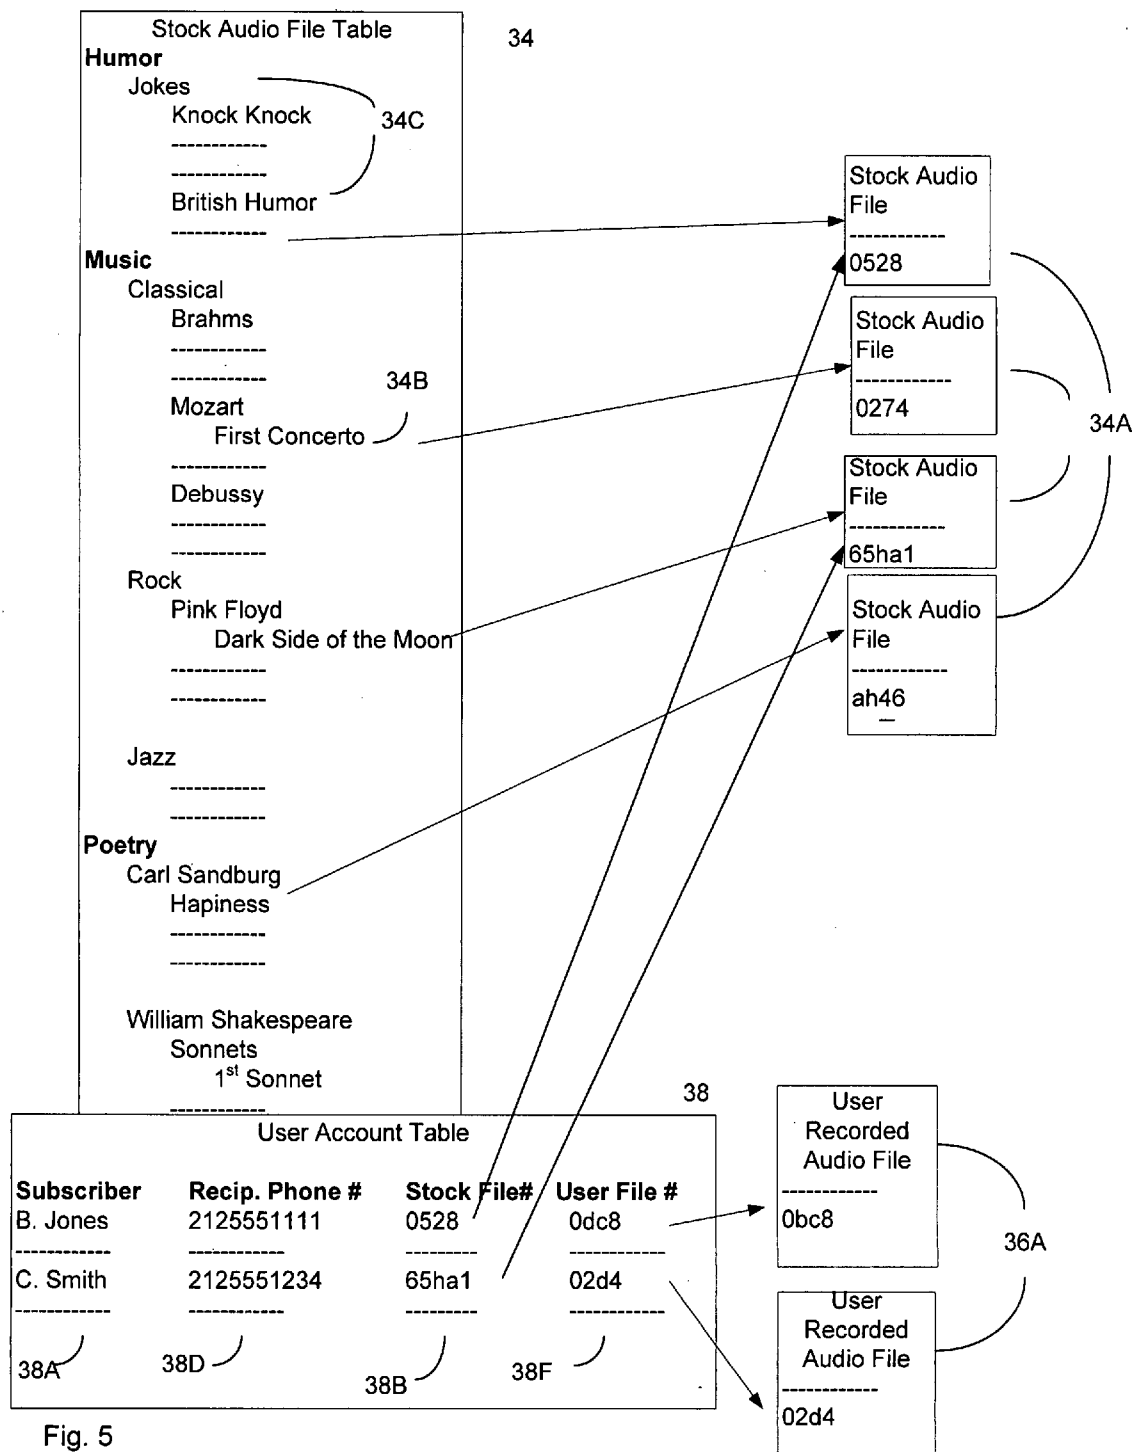 Stock Audio File Table
34
Humor
Jokes
Knock Knock
34C
------------
------------
British Humor
------------
Music
Classical
Brahms
------------
------------
34B
Mozart
First Concerto
------------
Debussy
------------
------------
Rock
Pink Floyd
Dark Side of the Moon
------------
------------
Jazz
------------
------------
Poetry
Carl Sandburg
Hapiness
------------
------------
William Shakespeare
Sonnets
1st Sonnet
------------
Stock Audio
File
------------
0528
Stock Audio
File
------------
0274
34A
Stock Audio
File
------------
65ha1
Stock Audio
File
------------
ah46
38
User Account Table
Subscriber Recip. Phone # Stock File# User File #
B. Jones 2125551111 0528 0dc8
------------ ------------ --------- ------------
C. Smith 2125551234 65ha1 02d4
------------ ------------ --------- ------------
38A 38D 38B 38F
User
Recorded
Audio File
------------
0bc8
36A
User
Recorded
Audio File
------------
02d4
Fig. 5